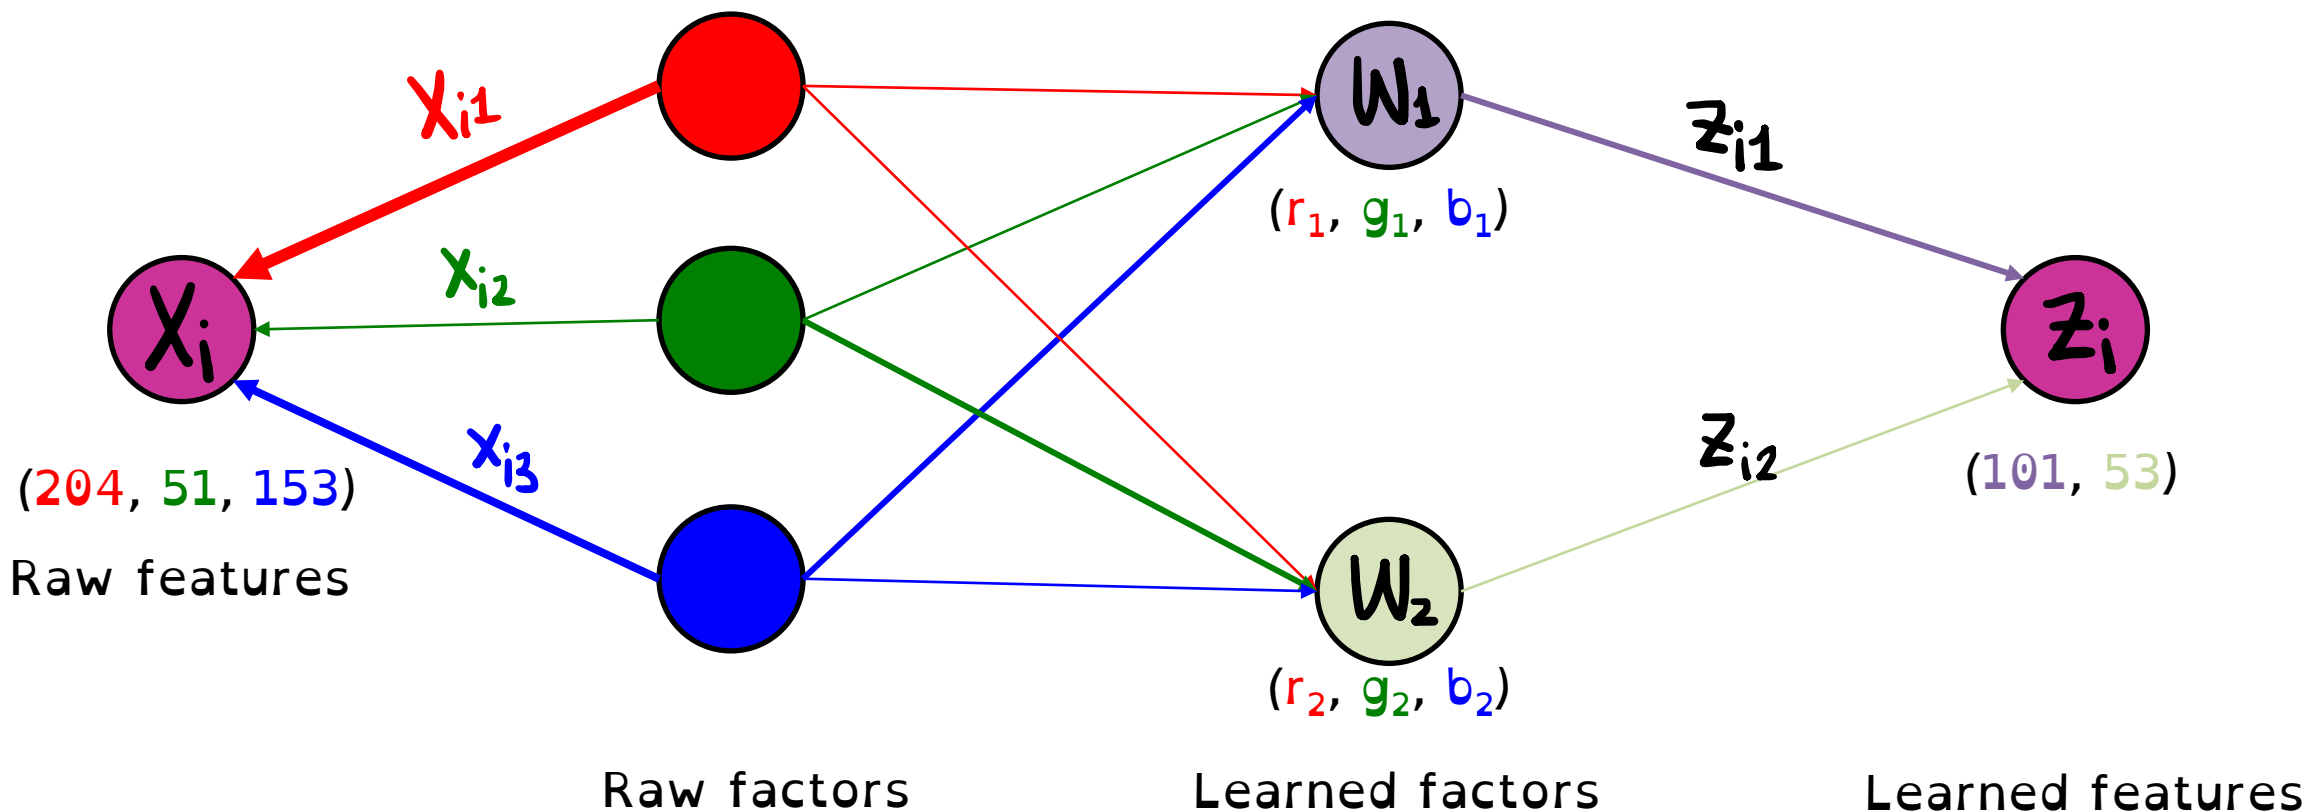 X_i1
X_i2
X_i3
X_i
(204, 51, 153)
Raw features
W_1
(r_1, g_1, b_1)
W_2
(r_2, g_2, b_2)
z_i1
z_i2
z_i
(101, 53)
Raw factors
Learned factors
Learned features